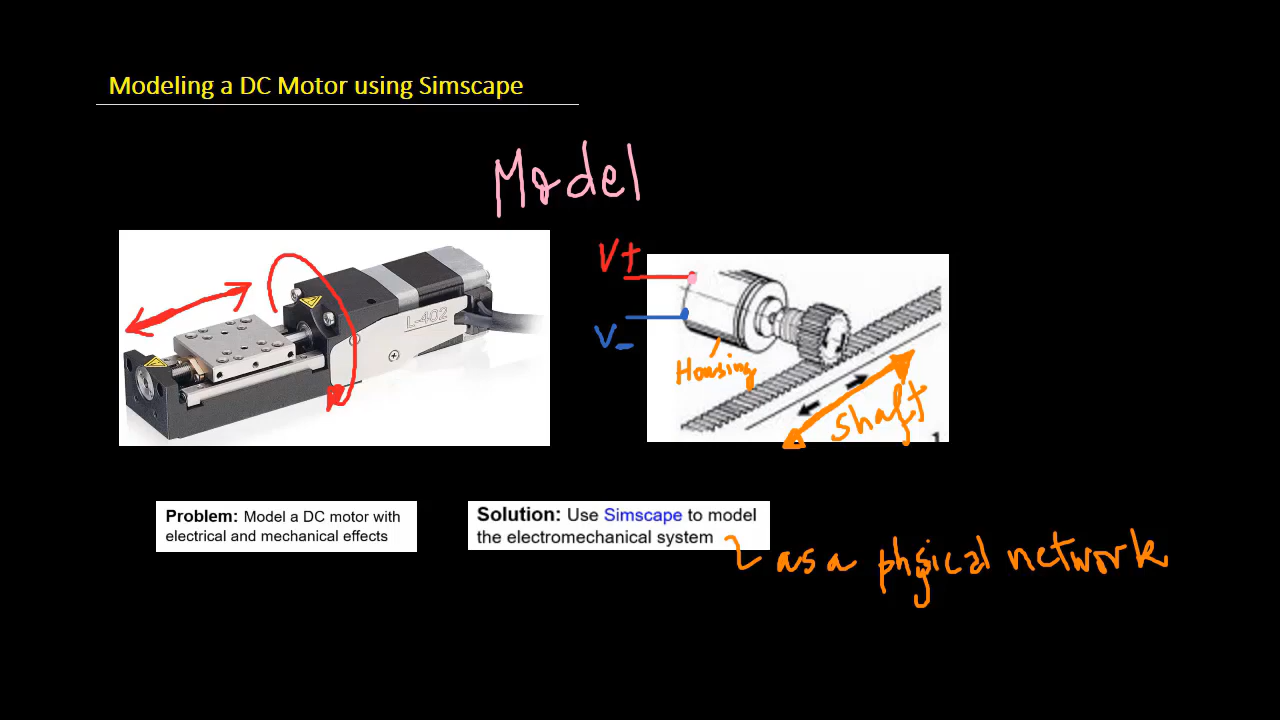 Modeling a DC Motor using Simscape
Model
V+
V-
L-402
Housing
shaft
1
Problem: Model a DC motor with
electrical and mechanical effects
Solution: Use Simscape to model
the electromechanical system
as a physical network